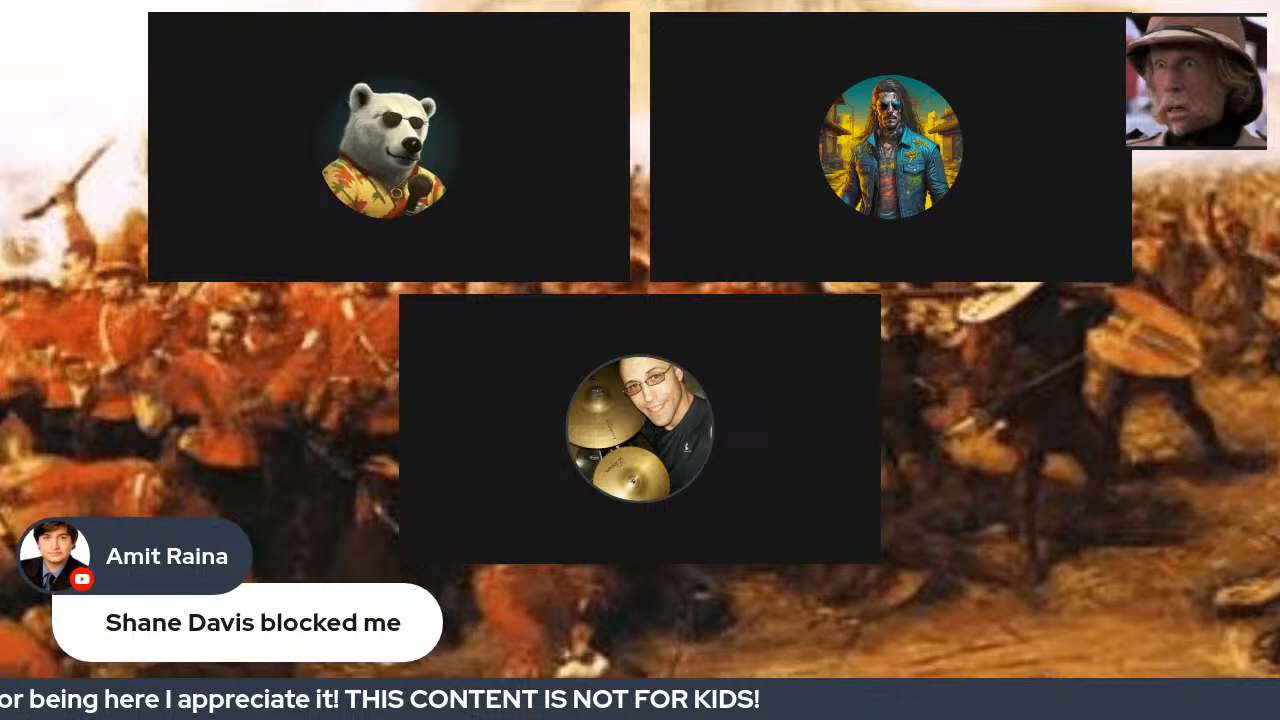 Amit Raina
Shane Davis blocked me
or being here I appreciate it! THIS CONTENT IS NOT FOR KIDS!